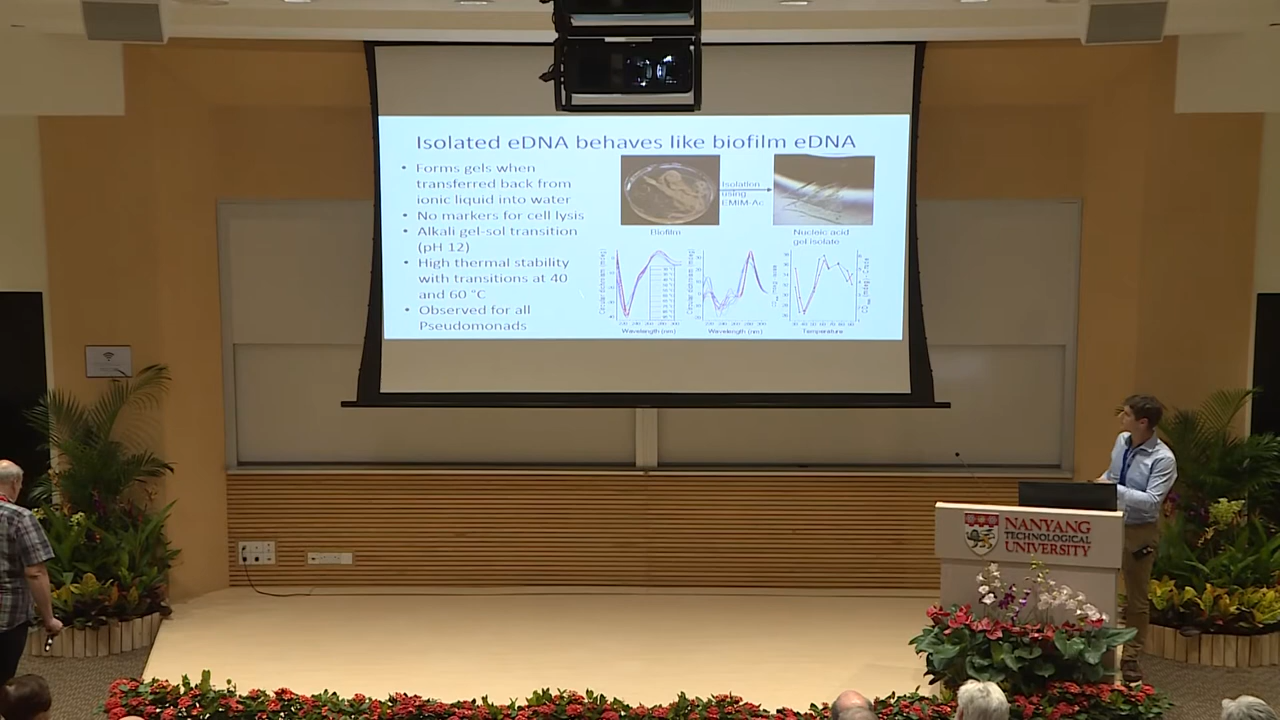 Isolated eDNA behaves like biofilm eDNA
• Forms gels when
transferred back from
ionic liquid into water
• No markers for cell lysis
• Alkali gel-sol transition
(pH 12)
• High thermal stability
with transitions at 40
and 60 °C
• Observed for all
Pseudomonads
Isolation
using
EMIM-Ac
Biofilm
Nucleic acid
gel isolate
Wavelength (nm)
Wavelength (nm)
Temperature
NANYANG
TECHNOLOGICAL
UNIVERSITY